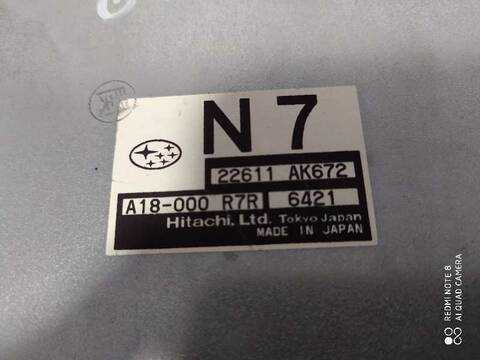 N 7
22611 AK672
A18-000 R7R 6421
Hitachi, Ltd. Tokyo Japan
MADE IN JAPAN
REDMI NOTE 8
AI QUAD CAMERA